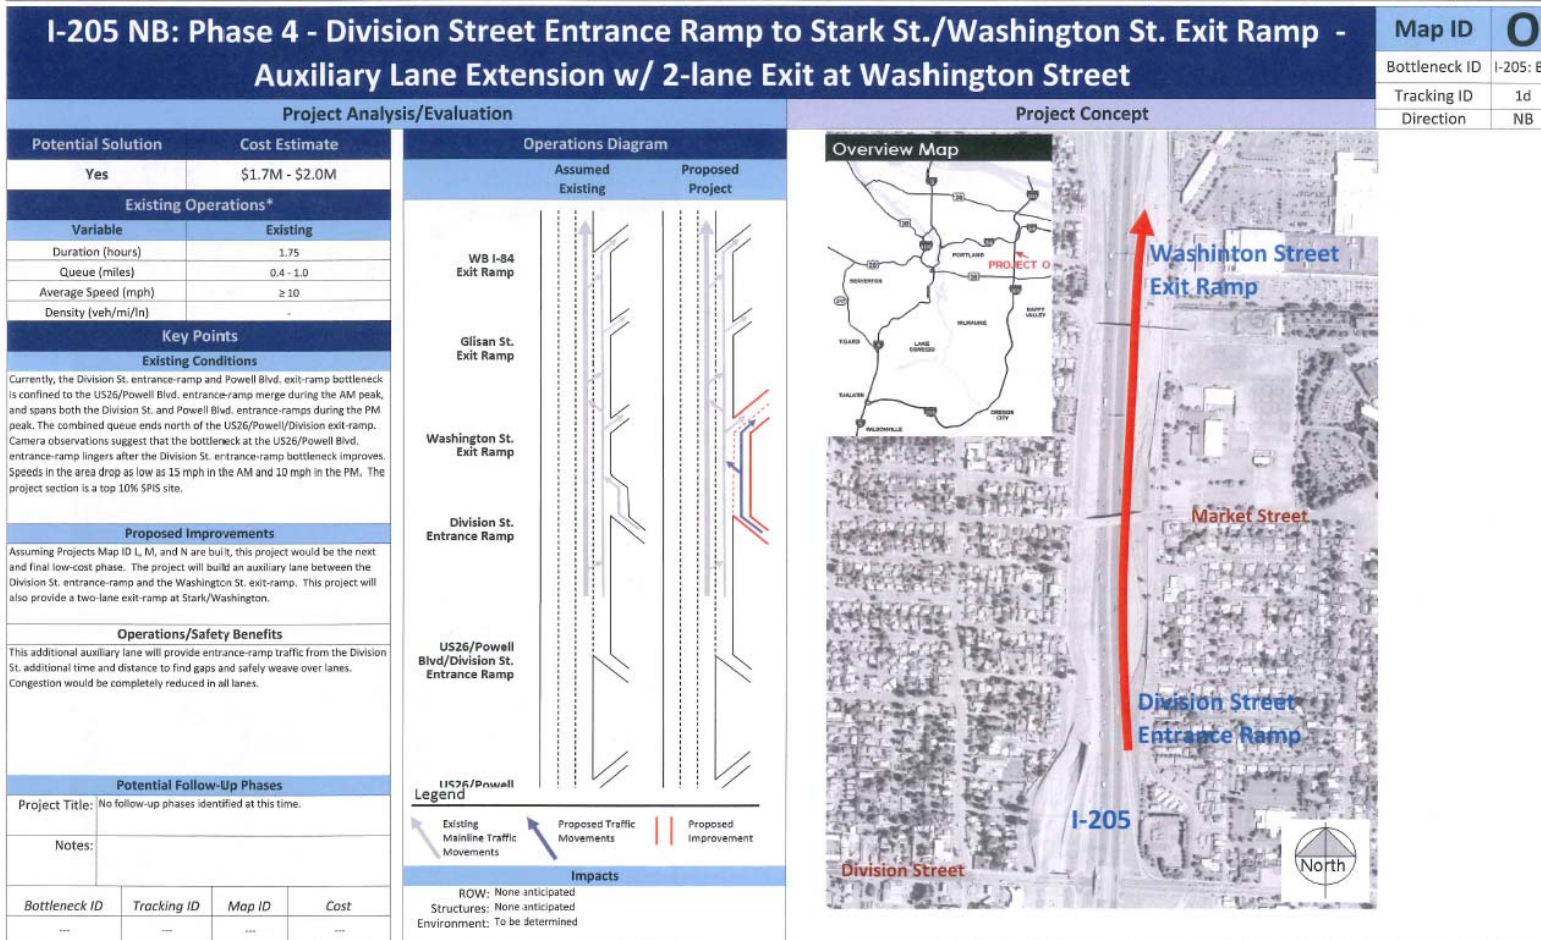 I-205 NB: Phase 4 - Division Street Entrance Ramp to Stark St./Washington St. Exit Ramp -
Auxiliary Lane Extension w/ 2-lane Exit at Washington Street
Map ID O
Bottleneck ID I-205: B
Tracking ID 1d
Direction NB
Project Analysis/Evaluation
Potential Solution Cost Estimate
Yes $1.7M - $2.0M
Existing Operations*
Variable Existing
Duration (hours) 1.75
Queue (miles) 0.4 - 1.0
Average Speed (mph) ≥ 10
Density (veh/mi/ln) -
Key Points
Existing Conditions
Currently, the Division St. entrance-ramp and Powell Blvd. exit-ramp bottleneck
is confined to the US26/Powell Blvd. entrance-ramp merge during the AM peak,
and spans both the Division St. and Powell Blvd. entrance-ramps during the PM
peak. The combined queue ends north of the US26/Powell/Division exit-ramp.
Camera observations suggest that the bottleneck at the US26/Powell Blvd.
entrance-ramp lingers after the Division St. entrance-ramp bottleneck improves.
Speeds in the area drop as low as 15 mph in the AM and 10 mph in the PM. The
project section is a top 10% SPIS site.
Proposed Improvements
Assuming Projects Map ID L, M, and N are built, this project would be the next
and final low-cost phase. The project will build an auxiliary lane between the
Division St. entrance-ramp and the Washington St. exit-ramp. This project will
also provide a two-lane exit-ramp at Stark/Washington.
Operations/Safety Benefits
This additional auxiliary lane will provide entrance-ramp traffic from the Division
St. additional time and distance to find gaps and safely weave over lanes.
Congestion would be completely reduced in all lanes.
Potential Follow-Up Phases
Project Title: No follow-up phases identified at this time.
Notes:
Bottleneck ID Tracking ID Map ID Cost
--- --- --- ---
Operations Diagram
Assumed
Existing
Proposed
Project
WB I-84
Exit Ramp
Glisan St.
Exit Ramp
Washington St.
Exit Ramp
Division St.
Entrance Ramp
US26/Powell
Blvd/Division St.
Entrance Ramp
US26/Powell
Legend
Existing
Mainline Traffic
Movements
Proposed Traffic
Movements
Proposed
Improvement
Impacts
ROW: None anticipated
Structures: None anticipated
Environment: To be determined
Project Concept
Overview Map
PORTLAND
PROJECT O
BEAVERTON
HAPPY
VALLEY
MILWAUKIE
TIGARD
LAKE
OSWEGO
TUALATIN
OREGON
CITY
WILSONVILLE
Washinton Street
Exit Ramp
Market Street
Division Street
Entrance Ramp
I-205
Division Street
North